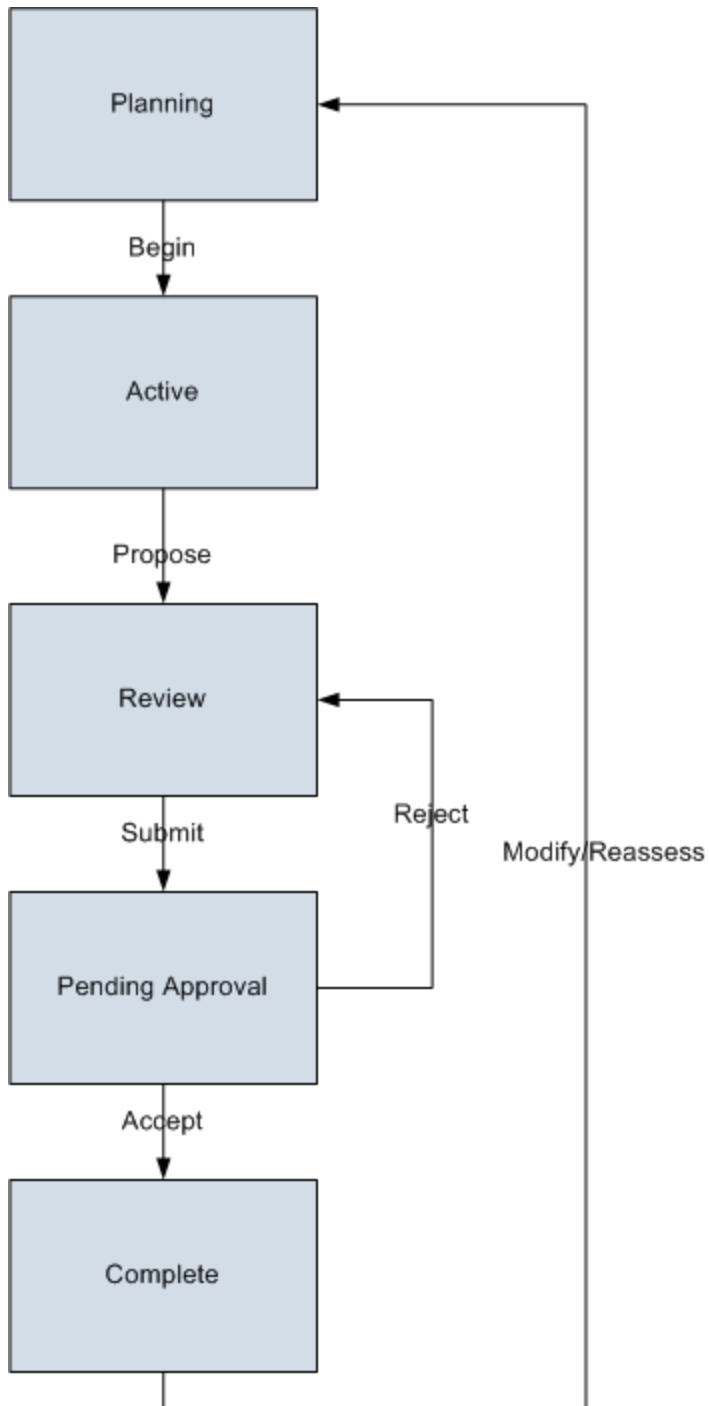 Planning
Begin
Active
Propose
Review
Reject
Submit
Modify/Reassess
Pending Approval
Accept
Complete